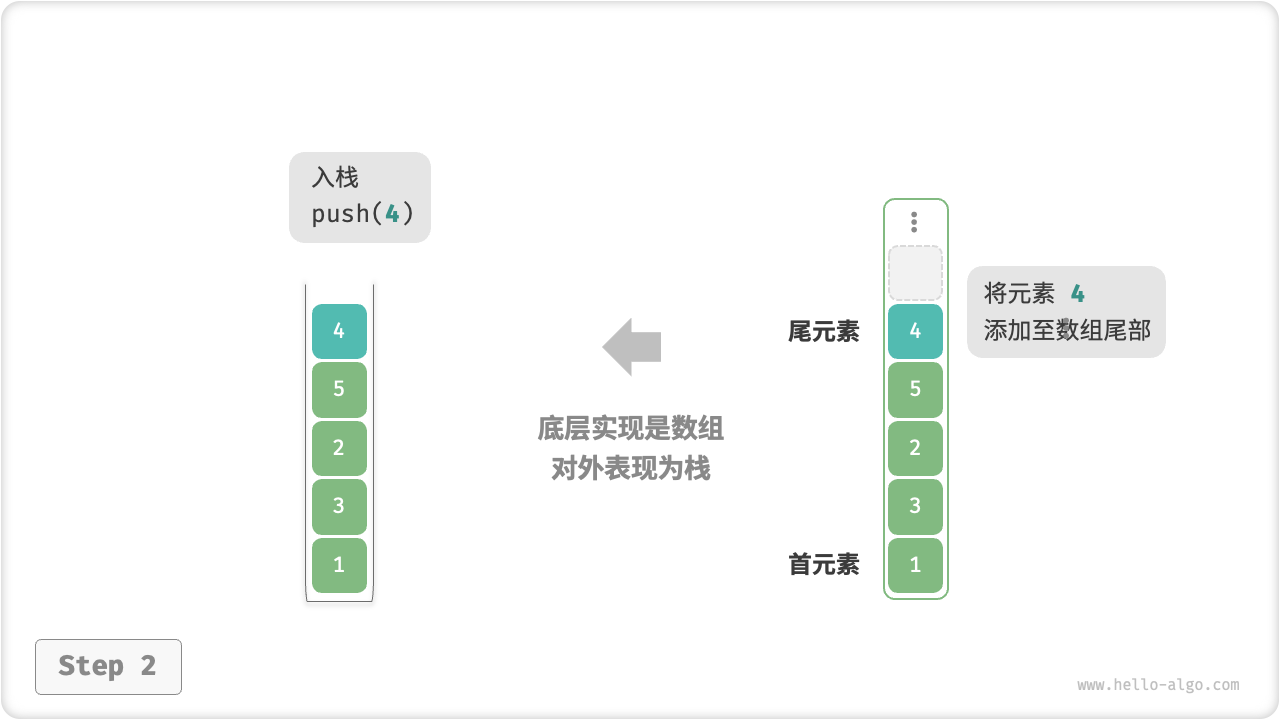 入栈
push(4)
4
5
2
3
1
底层实现是数组
对外表现为栈
尾元素
首元素
4
5
2
3
1
将元素 4
添加至数组尾部
Step 2
www.hello-algo.com